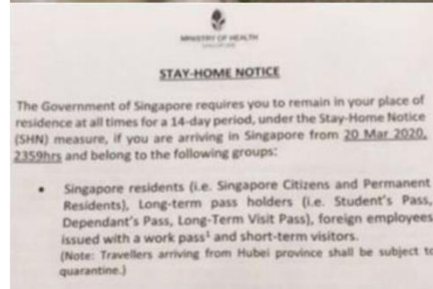 MINISTRY OF HEALTH
SINGAPORE
STAY-HOME NOTICE
The Government of Singapore requires you to remain in your place of
residence at all times for a 14-day period, under the Stay-Home Notice
(SHN) measure, if you are arriving in Singapore from 20 Mar 2020,
2359hrs and belong to the following groups:
• Singapore residents (i.e. Singapore Citizens and Permanent
Residents), Long-term pass holders (i.e. Student's Pass,
Dependant's Pass, Long-Term Visit Pass), foreign employees
issued with a work pass¹ and short-term visitors.
(Note: Travellers arriving from Hubei province shall be subject to
quarantine.)